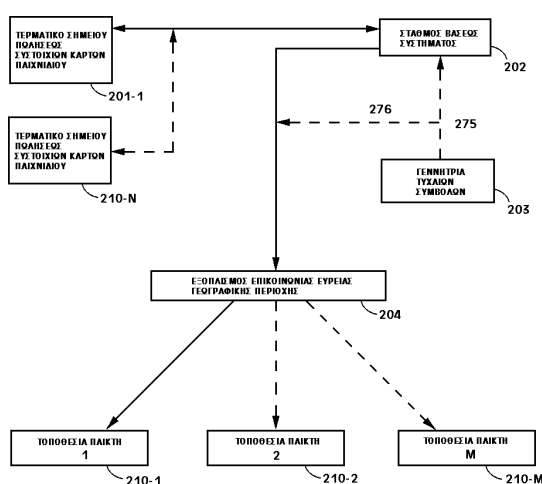 ΤΕΡΜΑΤΙΚΟ ΣΗΜΕΙΟΥ
ΠΩΛΗΣΕΩΣ
ΣΥΣΤΟΙΧΙΩΝ ΚΑΡΤΩΝ
ΠΑΙΧΝΙΔΙΟΥ
201-1
ΣΤΑΘΜΟΣ ΒΑΣΕΩΣ
ΣΥΣΤΗΜΑΤΟΣ
202
276
275
ΤΕΡΜΑΤΙΚΟ ΣΗΜΕΙΟΥ
ΠΩΛΗΣΕΩΣ
ΣΥΣΤΟΙΧΙΩΝ ΚΑΡΤΩΝ
ΠΑΙΧΝΙΔΙΟΥ
210-N
ΓΕΝΝΗΤΡΙΑ
ΤΥΧΑΙΩΝ
ΣΥΜΒΟΛΩΝ
203
ΕΞΟΠΛΙΣΜΟΣ ΕΠΙΚΟΙΝΩΝΙΑΣ ΕΥΡΕΙΑΣ
ΓΕΩΓΡΑΦΙΚΗΣ ΠΕΡΙΟΧΗΣ
204
ΤΟΠΟΘΕΣΙΑ ΠΑΙΚΤΗ
1
210-1
ΤΟΠΟΘΕΣΙΑ ΠΑΙΚΤΗ
2
210-2
ΤΟΠΟΘΕΣΙΑ ΠΑΙΚΤΗ
M
210-M